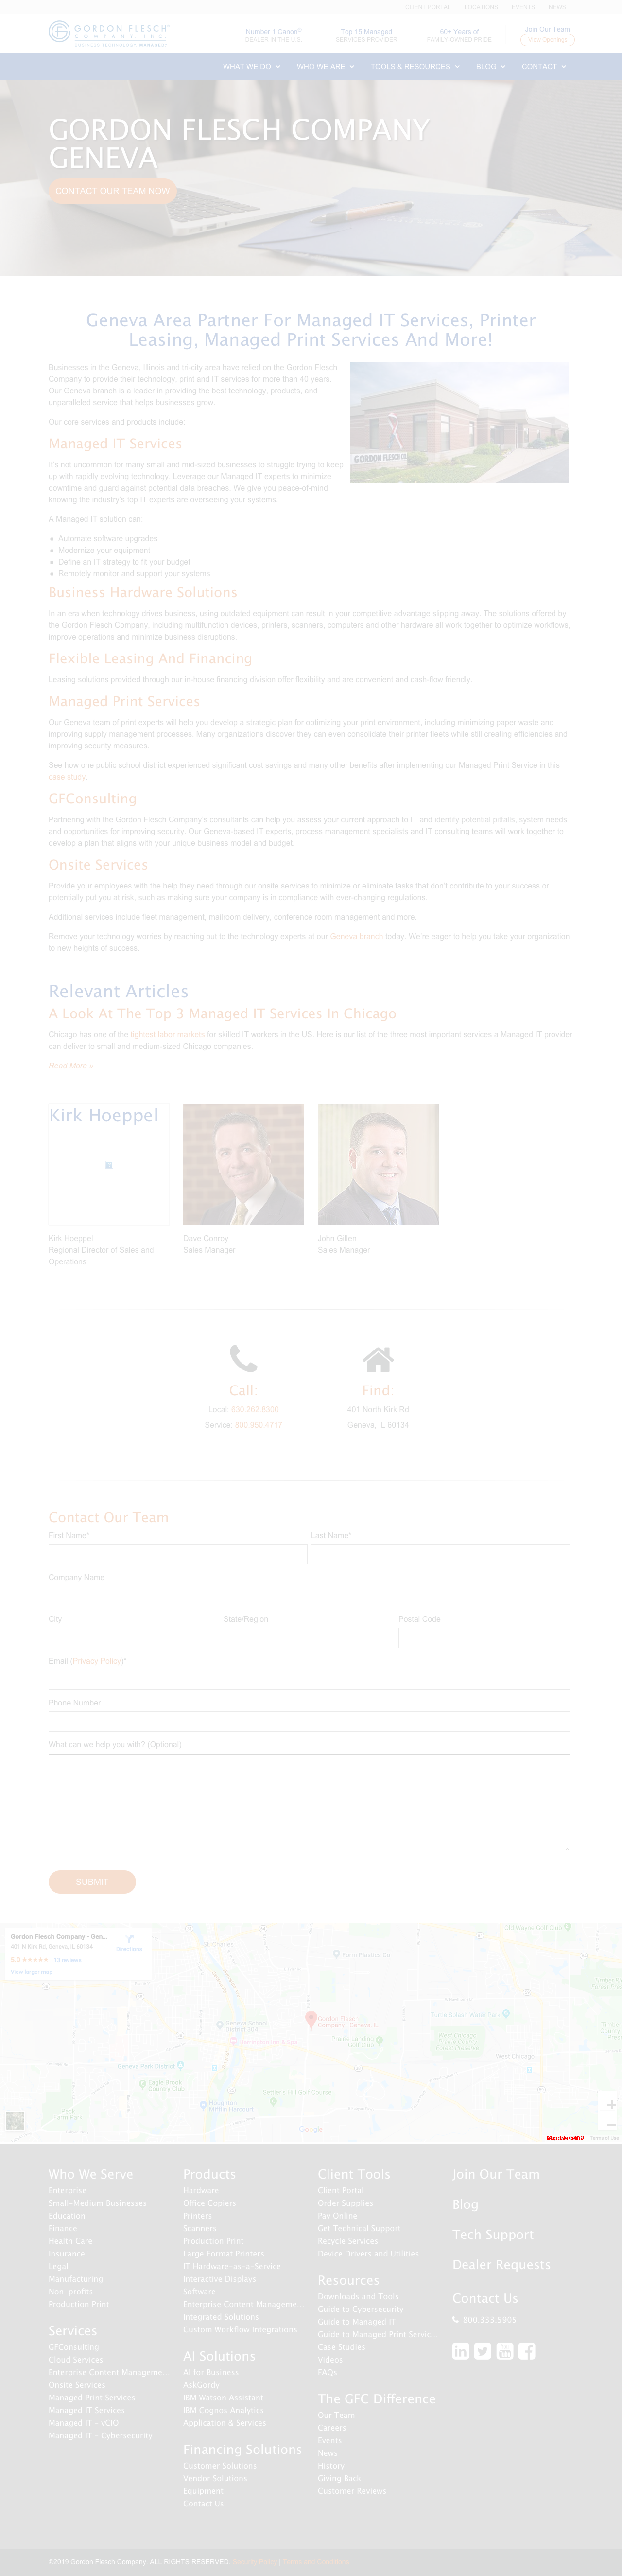 CLIENT PORTAL LOCATIONS EVENTS NEWS
GORDON FLESCH
COMPANY INC.
BUSINESS TECHNOLOGY, MANAGED.
Number 1 Canon®
DEALER IN THE U.S.
Top 15 Managed
SERVICES PROVIDER
60+ Years of
FAMILY-OWNED PRIDE
Join Our Team
View Openings
WHAT WE DO WHO WE ARE TOOLS & RESOURCES BLOG CONTACT
GORDON FLESCH COMPANY
GENEVA
CONTACT OUR TEAM NOW
Geneva Area Partner For Managed IT Services, Printer
Leasing, Managed Print Services And More!
Businesses in the Geneva, Illinois and tri-city area have relied on the Gordon Flesch
Company to provide their technology, print and IT services for more than 40 years.
Our Geneva branch is a leader in providing the best technology, products, and
unparalleled service that helps businesses grow.
Our core services and products include:
Managed IT Services
It's not uncommon for many small and mid-sized businesses to struggle trying to keep
up with rapidly evolving technology. Leverage our Managed IT experts to minimize
downtime and guard against potential data breaches. We give you peace-of-mind
knowing the industry's top IT experts are overseeing your systems.
A Managed IT solution can:
Automate software upgrades
Modernize your equipment
Define an IT strategy to fit your budget
Remotely monitor and support your systems
Business Hardware Solutions
In an era when technology drives business, using outdated equipment can result in your competitive advantage slipping away. The solutions offered by
the Gordon Flesch Company, including multifunction devices, printers, scanners, computers and other hardware all work together to optimize workflows,
improve operations and minimize business disruptions.
Flexible Leasing And Financing
Leasing solutions provided through our in-house financing division offer flexibility and are convenient and cash-flow friendly.
Managed Print Services
Our Geneva team of print experts will help you develop a strategic plan for optimizing your print environment, including minimizing paper waste and
improving supply management processes. Many organizations discover they can even consolidate their printer fleets while still creating efficiencies and
improving security measures.
See how one public school district experienced significant cost savings and many other benefits after implementing our Managed Print Service in this
case study.
GFConsulting
Partnering with the Gordon Flesch Company's consultants can help you assess your current approach to IT and identify potential pitfalls, system needs
and opportunities for improving security. Our Geneva-based IT experts, process management specialists and IT consulting teams will work together to
develop a plan that aligns with your unique business model and budget.
Onsite Services
Provide your employees with the help they need through our onsite services to minimize or eliminate tasks that don't contribute to your success or
potentially put you at risk, such as making sure your company is in compliance with ever-changing regulations.
Additional services include fleet management, mailroom delivery, conference room management and more.
Remove your technology worries by reaching out to the technology experts at our Geneva branch today. We're eager to help you take your organization
to new heights of success.
Relevant Articles
A Look At The Top 3 Managed IT Services In Chicago
Chicago has one of the tightest labor markets for skilled IT workers in the US. Here is our list of the three most important services a Managed IT provider
can deliver to small and medium-sized Chicago companies.
Read More »
Kirk Hoeppel
Kirk Hoeppel
Regional Director of Sales and
Operations
Dave Conroy
Sales Manager
John Gillen
Sales Manager
Call:
Local: 630.262.8300
Service: 800.950.4717
Find:
401 North Kirk Rd
Geneva, IL 60134
Contact Our Team
First Name* Last Name*
Company Name
City State/Region Postal Code
Email (Privacy Policy)*
Phone Number
What can we help you with? (Optional)
SUBMIT
Gordon Flesch Company - Gen...
401 N Kirk Rd, Geneva, IL 60134
Directions
5.0 ★★★★★ 13 reviews
View larger map
St. Charles
Gordon Flesch
Company - Geneva, IL
Prairie Landing
Golf Club
Geneva Park District
Eagle Brook
Country Club
West Chicago
Google
Terms of Use
Who We Serve
Enterprise
Small-Medium Businesses
Education
Finance
Health Care
Insurance
Legal
Manufacturing
Non-profits
Production Print
Services
GFConsulting
Cloud Services
Enterprise Content Manageme...
Onsite Services
Managed Print Services
Managed IT Services
Managed IT - vCIO
Managed IT - Cybersecurity
Products
Hardware
Office Copiers
Printers
Scanners
Production Print
Large Format Printers
IT Hardware-as-a-Service
Interactive Displays
Software
Enterprise Content Manageme...
Integrated Solutions
Custom Workflow Integrations
AI Solutions
AI for Business
AskGordy
IBM Watson Assistant
IBM Cognos Analytics
Application & Services
Financing Solutions
Customer Solutions
Vendor Solutions
Equipment
Contact Us
Client Tools
Client Portal
Order Supplies
Pay Online
Get Technical Support
Recycle Services
Device Drivers and Utilities
Resources
Downloads and Tools
Guide to Cybersecurity
Guide to Managed IT
Guide to Managed Print Servic...
Case Studies
Videos
FAQs
The GFC Difference
Our Team
Careers
Events
News
History
Giving Back
Customer Reviews
Join Our Team
Blog
Tech Support
Dealer Requests
Contact Us
800.333.5905
©2019 Gordon Flesch Company. ALL RIGHTS RESERVED.